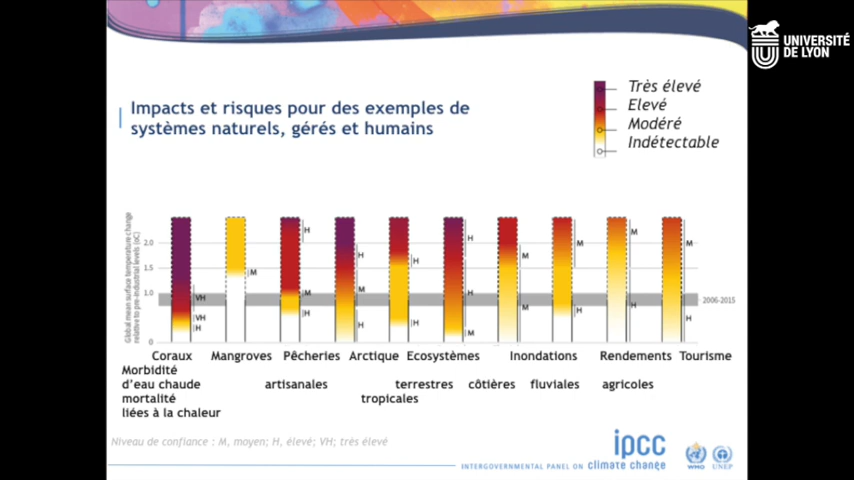 UNIVERSITÉ
DE LYON
Impacts et risques pour des exemples de
systèmes naturels, gérés et humains
Très élevé
Elevé
Modéré
Indétectable
Global mean surface temperature change
relative to pre-industrial levels (oC)
2.0
1.5
1.0
0
H
M
H
H
M
VH
M
H
H
M
M
H
VH
H
H
H
H
H
M
M
M
H
M
H
M
H
2006-2015
Coraux Mangroves Pêcheries Arctique Ecosystèmes Inondations Rendements Tourisme
Morbidité
d'eau chaude artisanales terrestres côtières fluviales agricoles
mortalité tropicales
liées à la chaleur
Niveau de confiance : M, moyen; H, élevé; VH; très élevé
ipcc
INTERGOVERNMENTAL PANEL ON climate change
WMO UNEP